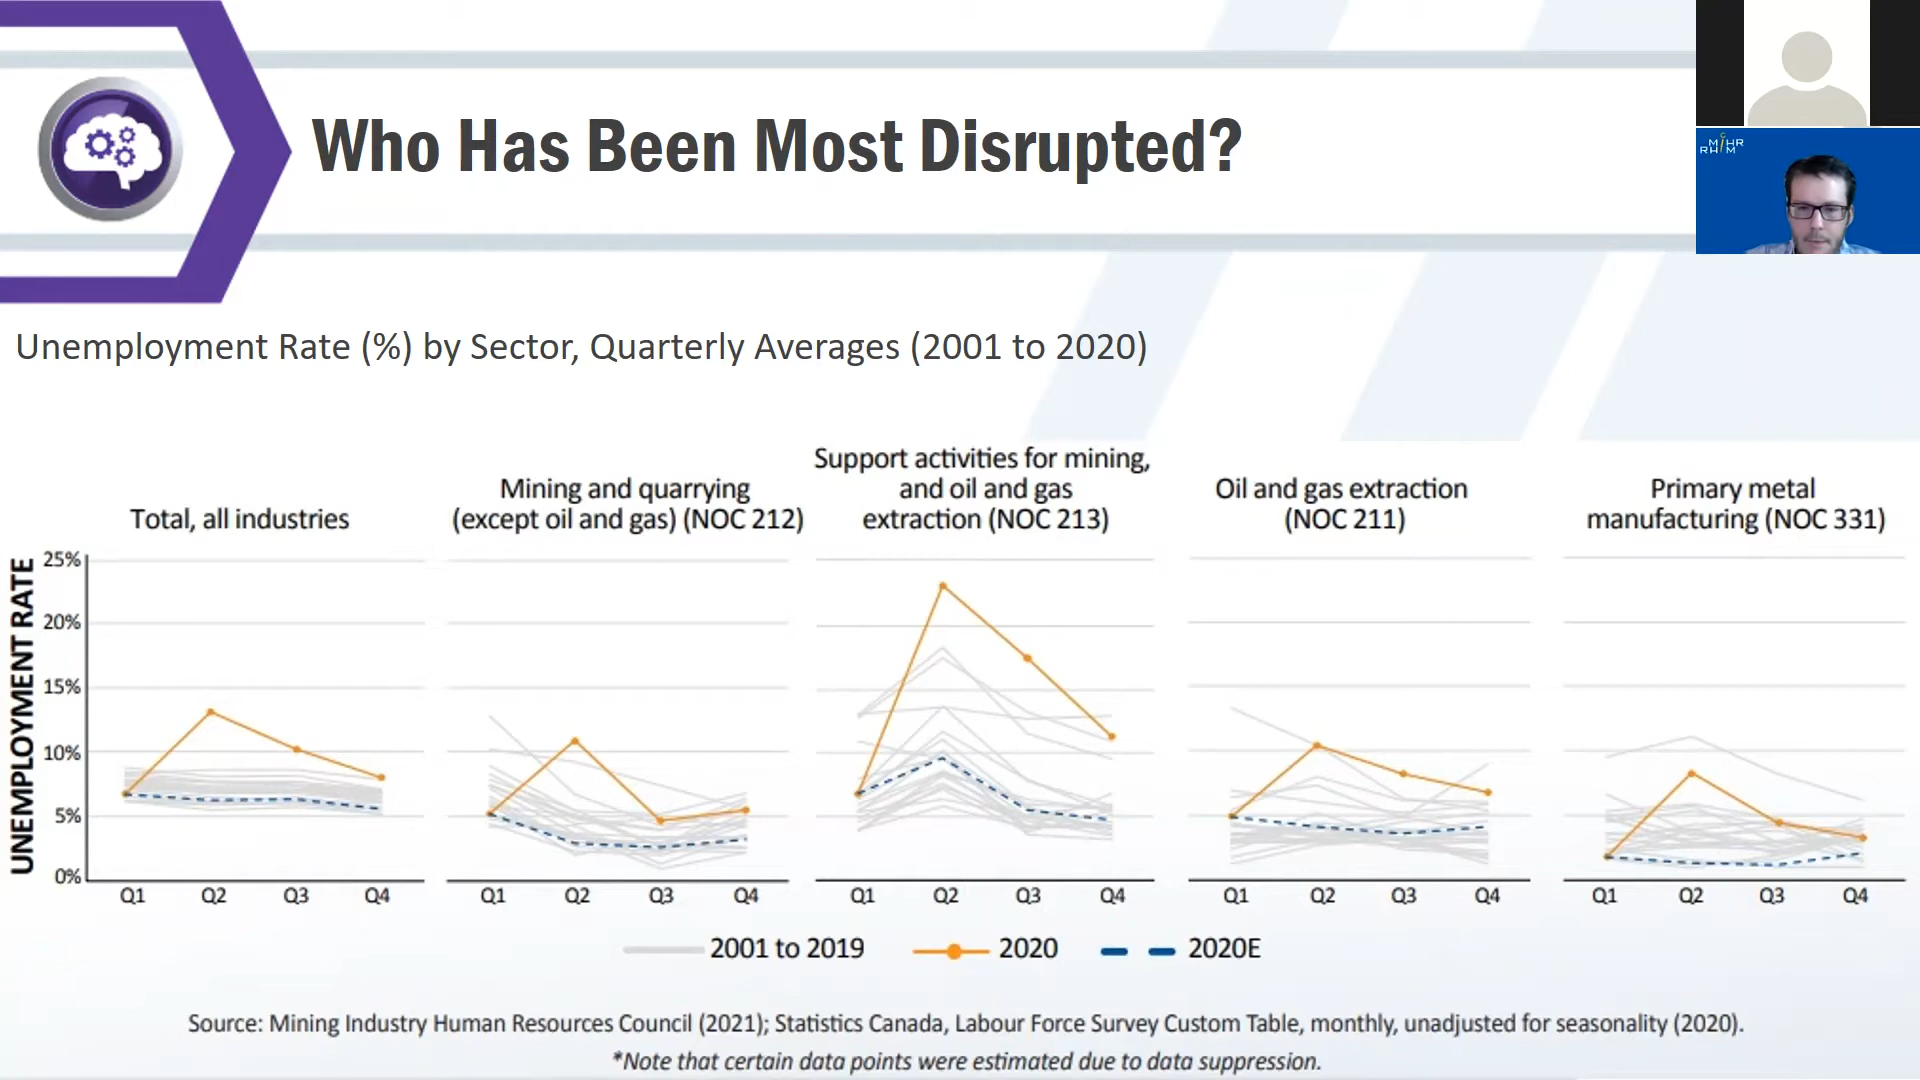 Who Has Been Most Disrupted?
MiHR
RHiM
Unemployment Rate (%) by Sector, Quarterly Averages (2001 to 2020)
Total, all industries
Mining and quarrying
(except oil and gas) (NOC 212)
Support activities for mining,
and oil and gas
extraction (NOC 213)
Oil and gas extraction
(NOC 211)
Primary metal
manufacturing (NOC 331)
UNEMPLOYMENT RATE
25%
20%
15%
10%
5%
0%
Q1 Q2 Q3 Q4
Q1 Q2 Q3 Q4
Q1 Q2 Q3 Q4
Q1 Q2 Q3 Q4
Q1 Q2 Q3 Q4
2001 to 2019 2020 2020E
Source: Mining Industry Human Resources Council (2021); Statistics Canada, Labour Force Survey Custom Table, monthly, unadjusted for seasonality (2020).
*Note that certain data points were estimated due to data suppression.